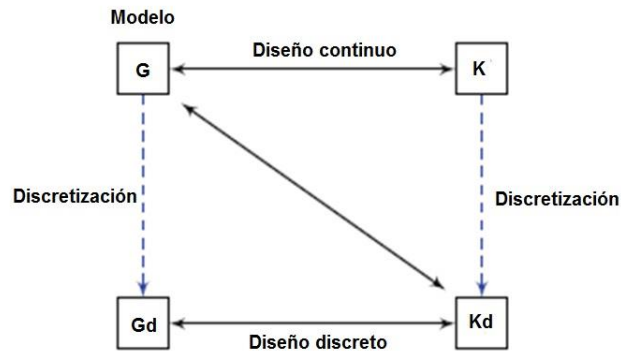 Modelo
Diseño continuo
G
K
Discretización
Discretización
Gd
Kd
Diseño discreto